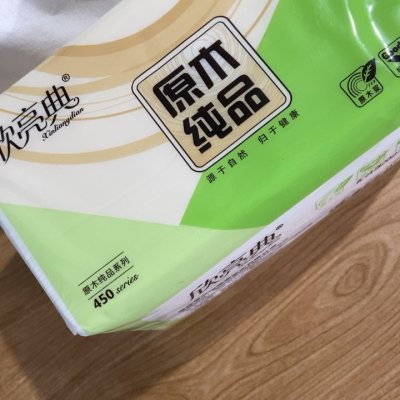 欣亮典®
Xinliangdian
原木
纯品
源于自然 归于健康
原木浆
原木纯品系列
450 series
欣亮典®